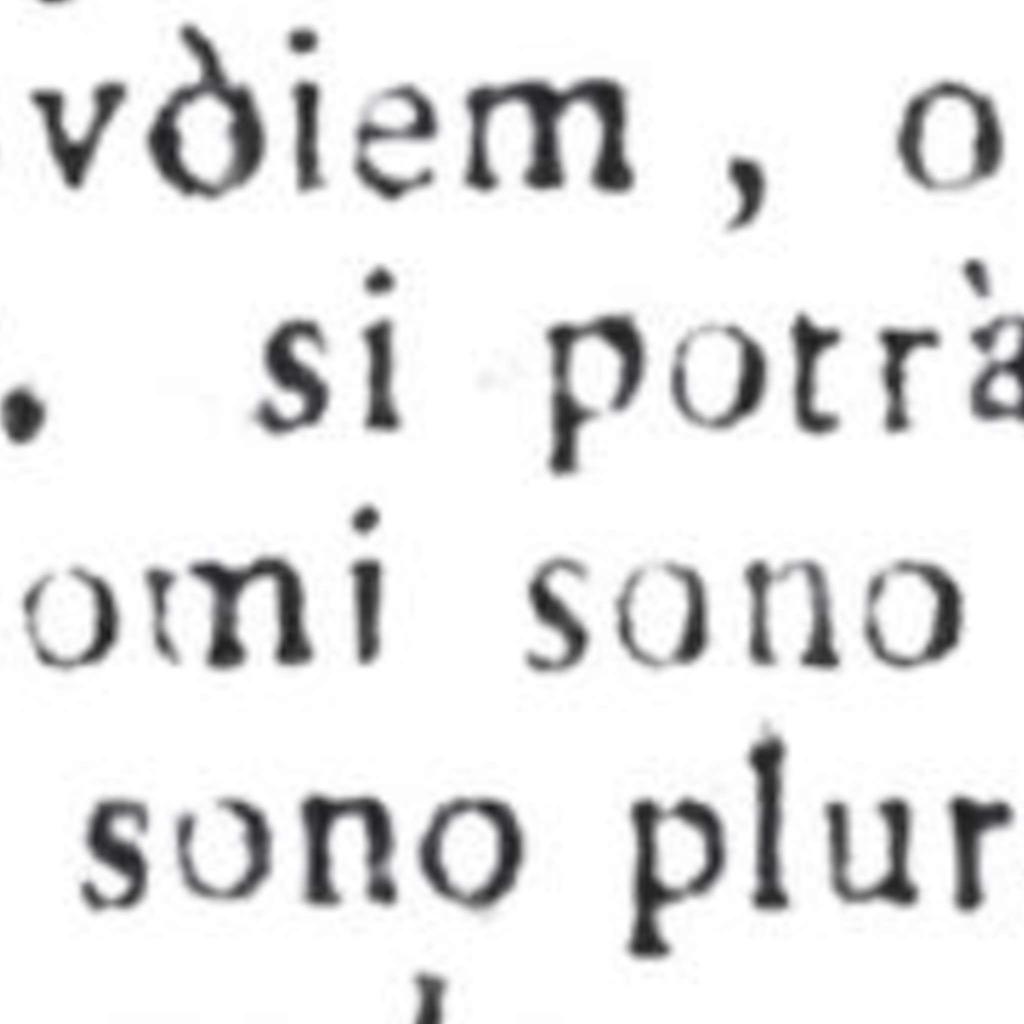 vòiem, o
. si potrà
omi sono
sono plur